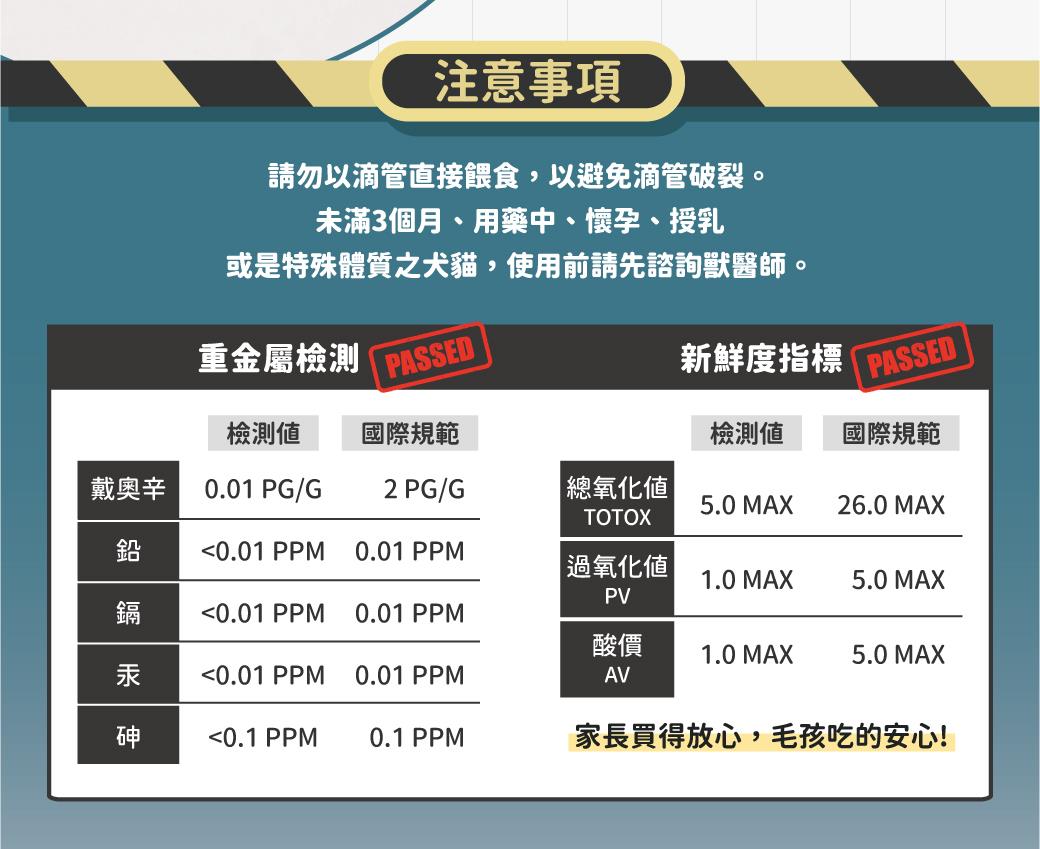 注意事項
請勿以滴管直接餵食，以避免滴管破裂。
未滿3個月、用藥中、懷孕、授乳
或是特殊體質之犬貓，使用前請先諮詢獸醫師。
重金屬檢測 PASSED
檢測值 國際規範
戴奧辛 0.01 PG/G 2 PG/G
鉛 <0.01 PPM 0.01 PPM
鎘 <0.01 PPM 0.01 PPM
汞 <0.01 PPM 0.01 PPM
砷 <0.1 PPM 0.1 PPM
新鮮度指標 PASSED
檢測值 國際規範
總氧化值
TOTOX
5.0 MAX 26.0 MAX
過氧化值
PV
1.0 MAX 5.0 MAX
酸價
AV
1.0 MAX 5.0 MAX
家長買得放心，毛孩吃的安心!